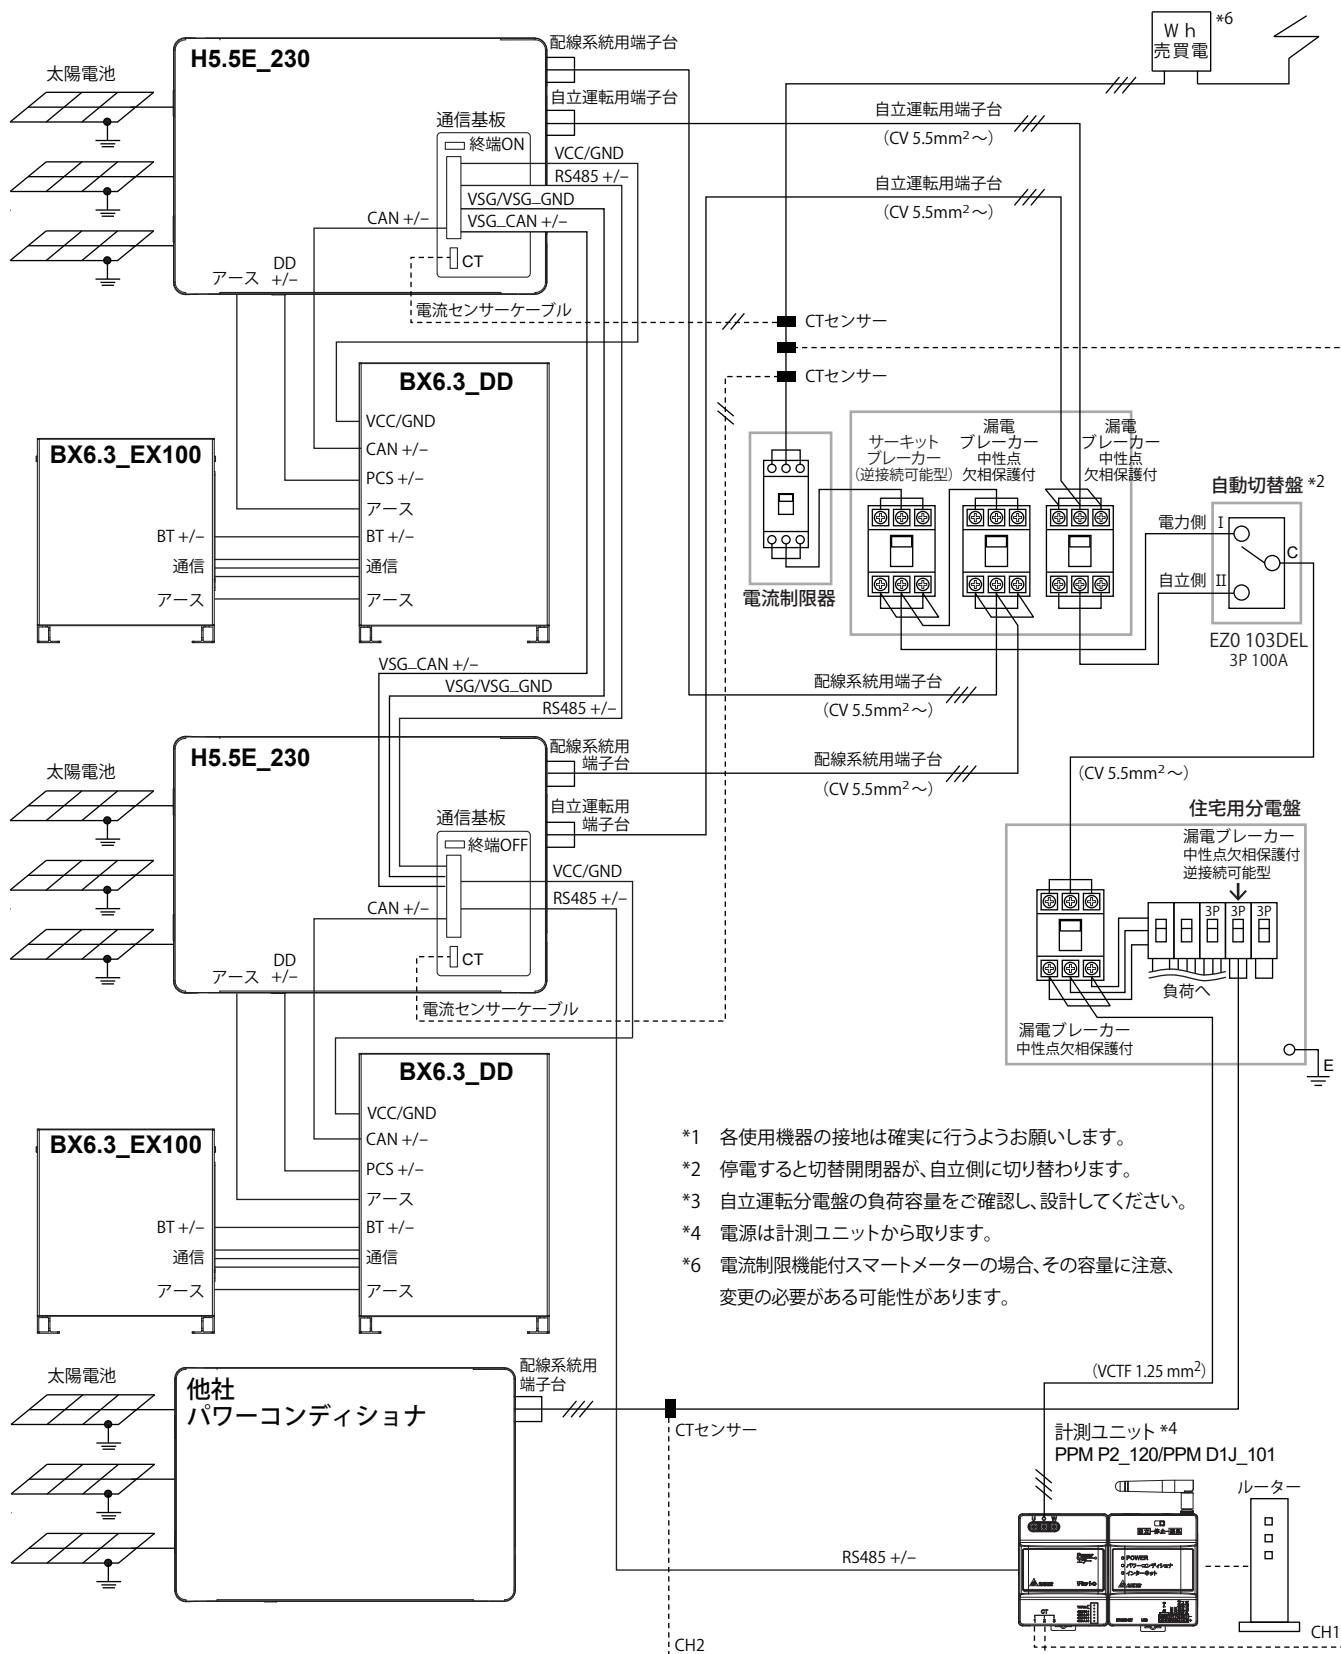 H5.5E_230
太陽電池
配線系統用端子台
自立運転用端子台
通信基板
終端ON
VCC/GND
RS485 +/−
VSG/VSG_GND
VSG_CAN +/−
CAN +/−
CT
アース
DD
+/−
電流センサーケーブル
Wh
売買電
*6
自立運転用端子台
(CV 5.5mm²～)
自立運転用端子台
(CV 5.5mm²～)
CTセンサー
CTセンサー
BX6.3_DD
VCC/GND
CAN +/−
PCS +/−
アース
BT +/−
通信
アース
BX6.3_EX100
BT +/−
通信
アース
電流制限器
サーキット
ブレーカー
(逆接続可能型)
漏電
ブレーカー
中性点
欠相保護付
漏電
ブレーカー
中性点
欠相保護付
自動切替盤 *2
電力側 I
C
自立側 II
EZ0 103DEL
3P 100A
VSG_CAN +/−
VSG/VSG_GND
RS485 +/−
配線系統用端子台
(CV 5.5mm²～)
配線系統用端子台
(CV 5.5mm²～)
H5.5E_230
太陽電池
配線系統用
端子台
自立運転用
端子台
通信基板
終端OFF
VCC/GND
RS485 +/−
CAN +/−
CT
アース
DD
+/−
電流センサーケーブル
(CV 5.5mm²～)
住宅用分電盤
漏電ブレーカー
中性点欠相保護付
逆接続可能型
3P 3P 3P
負荷へ
漏電ブレーカー
中性点欠相保護付
E
BX6.3_DD
VCC/GND
CAN +/−
PCS +/−
アース
BT +/−
通信
アース
BX6.3_EX100
BT +/−
通信
アース
*1 各使用機器の接地は確実に行うようお願いします。
*2 停電すると切替開閉器が、自立側に切り替わります。
*3 自立運転分電盤の負荷容量をご確認し、設計してください。
*4 電源は計測ユニットから取ります。
*6 電流制限機能付スマートメーターの場合、その容量に注意、
変更の必要がある可能性があります。
太陽電池
他社
パワーコンディショナ
配線系統用
端子台
CTセンサー
(VCTF 1.25 mm²)
計測ユニット *4
PPM P2_120/PPM D1J_101
ルーター
U O W
POWER
パワーコンディショナ
インターネット
CT
RS485 +/−
CH2
CH1